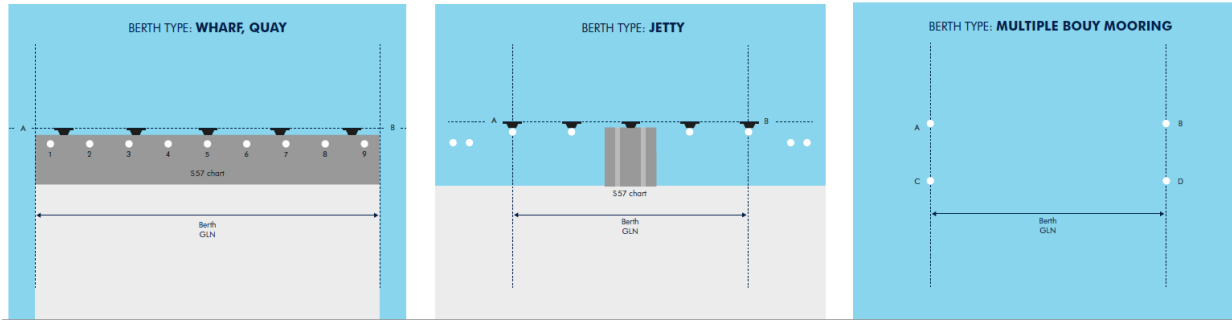 BERTH TYPE: WHARF, QUAY
A B
1 2 3 4 5 6 7 8 9
S57 chart
Berth
GLN
BERTH TYPE: JETTY
A B
S57 chart
Berth
GLN
BERTH TYPE: MULTIPLE BOUY MOORING
A B
C D
Berth
GLN